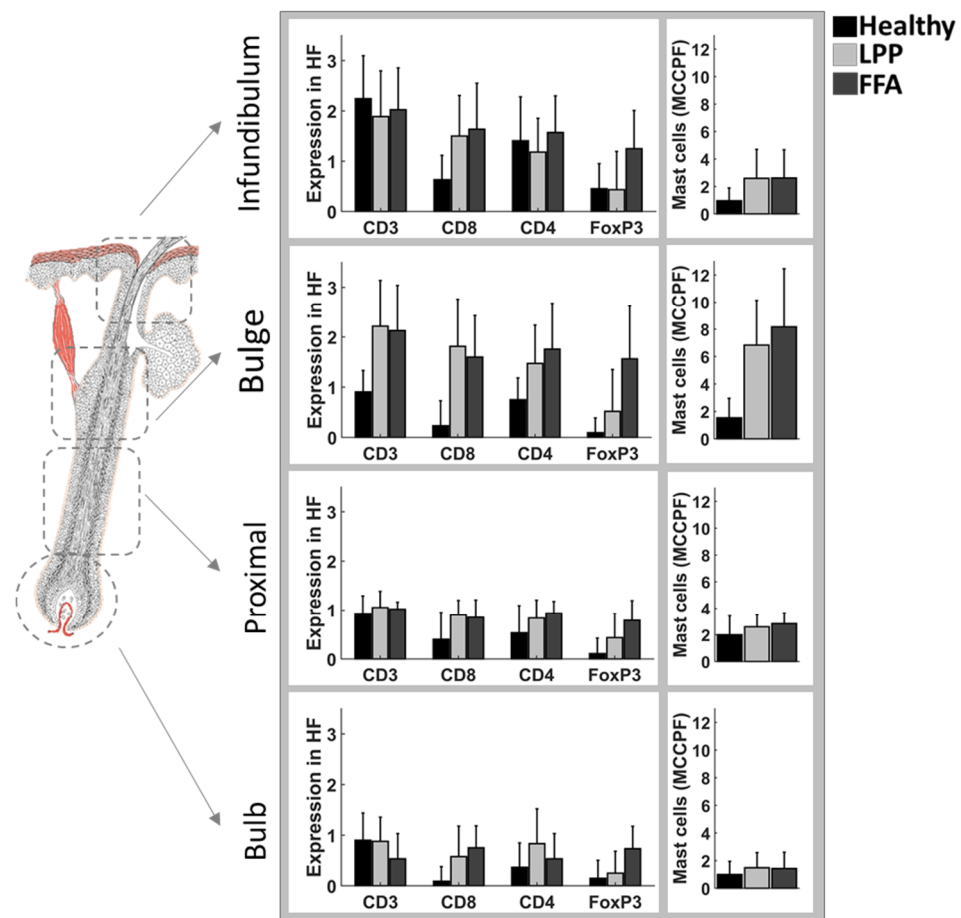 Healthy
LPP
FFA
Infundibulum
Expression in HF
3
2
1
0
CD3 CD8 CD4 FoxP3
Mast cells (MCCPF)
12
10
8
6
4
2
0
Bulge
Expression in HF
3
2
1
0
CD3 CD8 CD4 FoxP3
Mast cells (MCCPF)
12
10
8
6
4
2
0
Proximal
Expression in HF
3
2
1
0
CD3 CD8 CD4 FoxP3
Mast cells (MCCPF)
12
10
8
6
4
2
0
Bulb
Expression in HF
3
2
1
0
CD3 CD8 CD4 FoxP3
Mast cells (MCCPF)
12
10
8
6
4
2
0